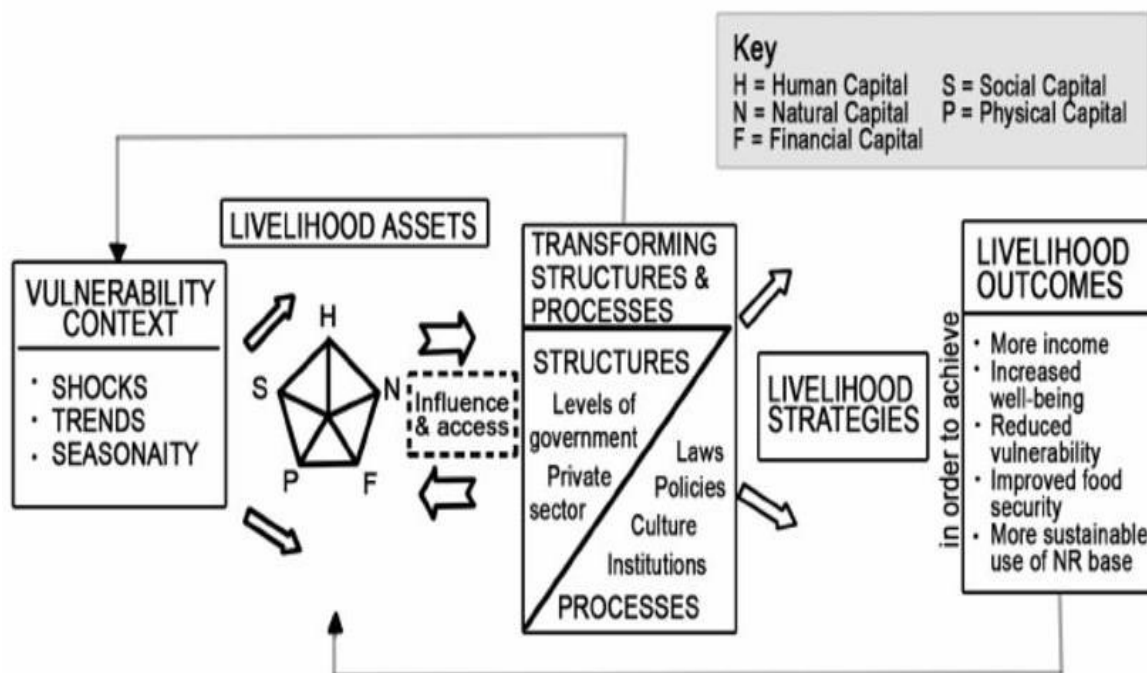 Key
H = Human Capital
S = Social Capital
N = Natural Capital
P = Physical Capital
F = Financial Capital
LIVELIHOOD ASSETS
VULNERABILITY
CONTEXT
· SHOCKS
· TRENDS
· SEASONAITY
H
S
N
P
F
Influence
& access
TRANSFORMING
STRUCTURES &
PROCESSES
STRUCTURES
Levels of
government
Private
sector
Laws
Policies
Culture
Institutions
PROCESSES
LIVELIHOOD
STRATEGIES
in order to achieve
LIVELIHOOD
OUTCOMES
· More income
· Increased
well-being
· Reduced
vulnerability
· Improved food
security
· More sustainable
use of NR base